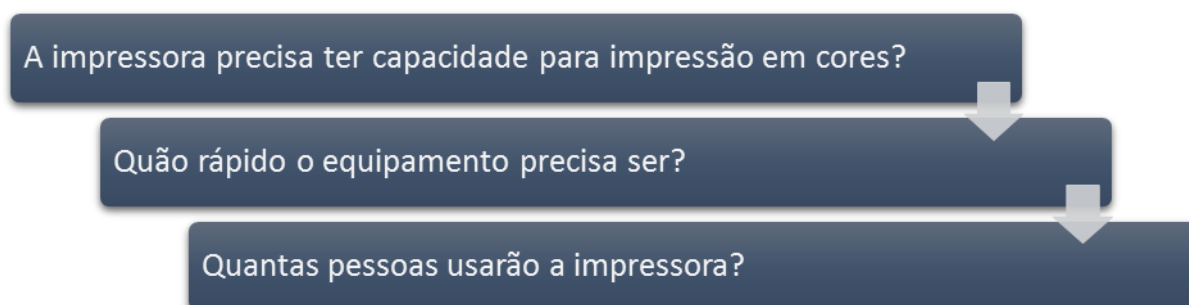 A impressora precisa ter capacidade para impressão em cores?
Quão rápido o equipamento precisa ser?
Quantas pessoas usarão a impressora?